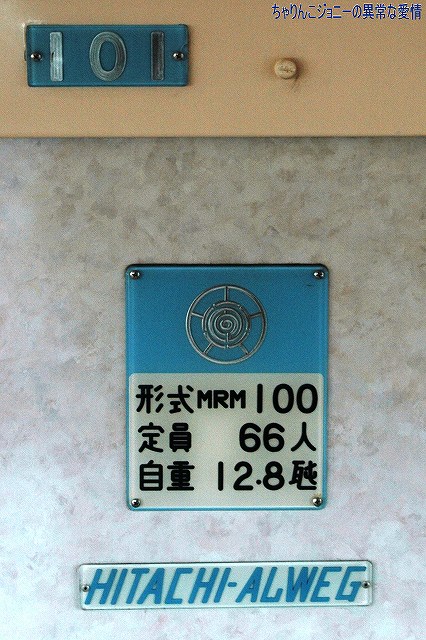 ちゃりんこジョニーの異常な愛情
101
形式MRM100
定員 66人
自重 12.8瓲
HITACHI-ALWEG